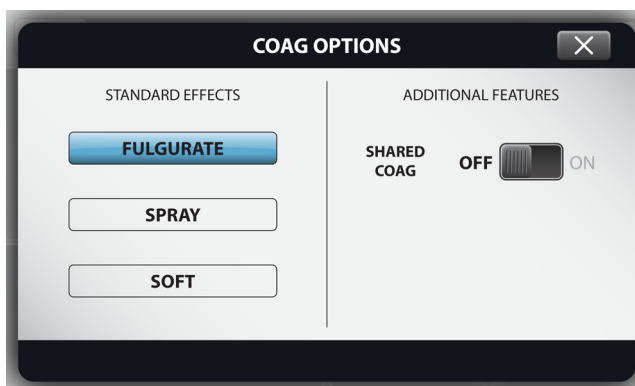 COAG OPTIONS
STANDARD EFFECTS
FULGURATE
SPRAY
SOFT
ADDITIONAL FEATURES
SHARED
COAG
OFF ON